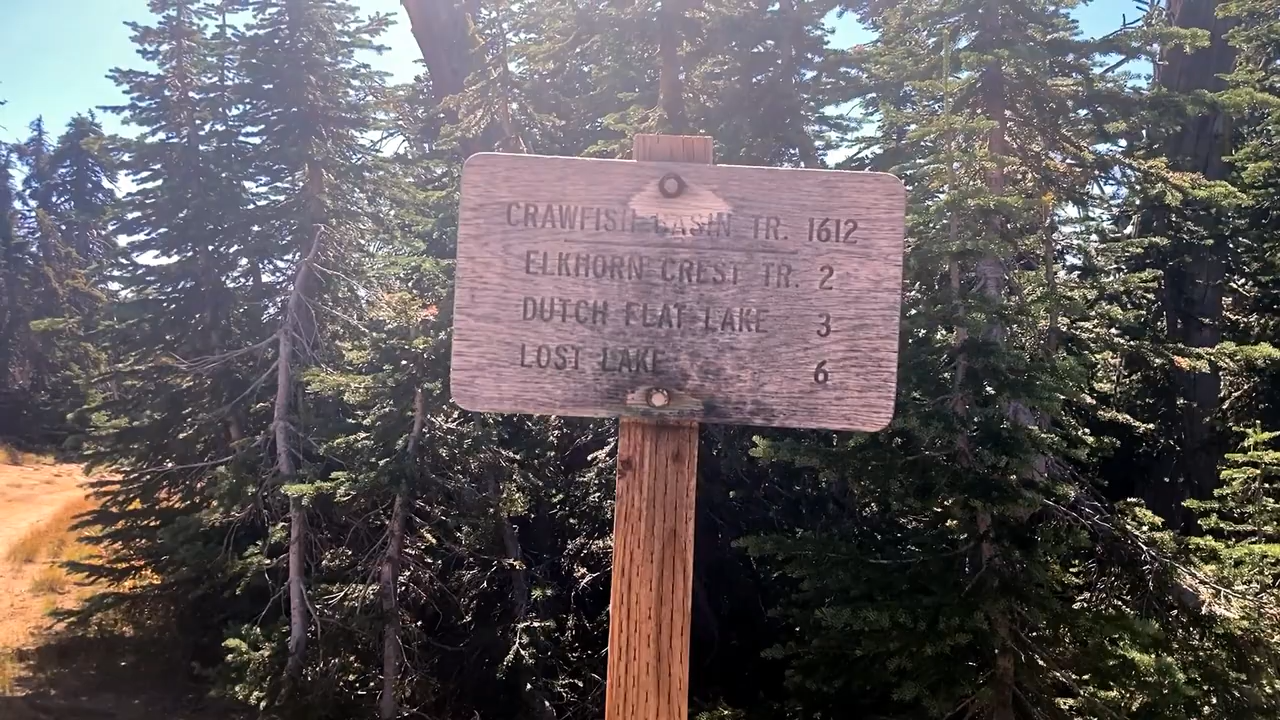 CRAWFISH BASIN TR. 1612
ELKHORN CREST TR. 2
DUTCH FLAT LAKE 3
LOST LAKE 6